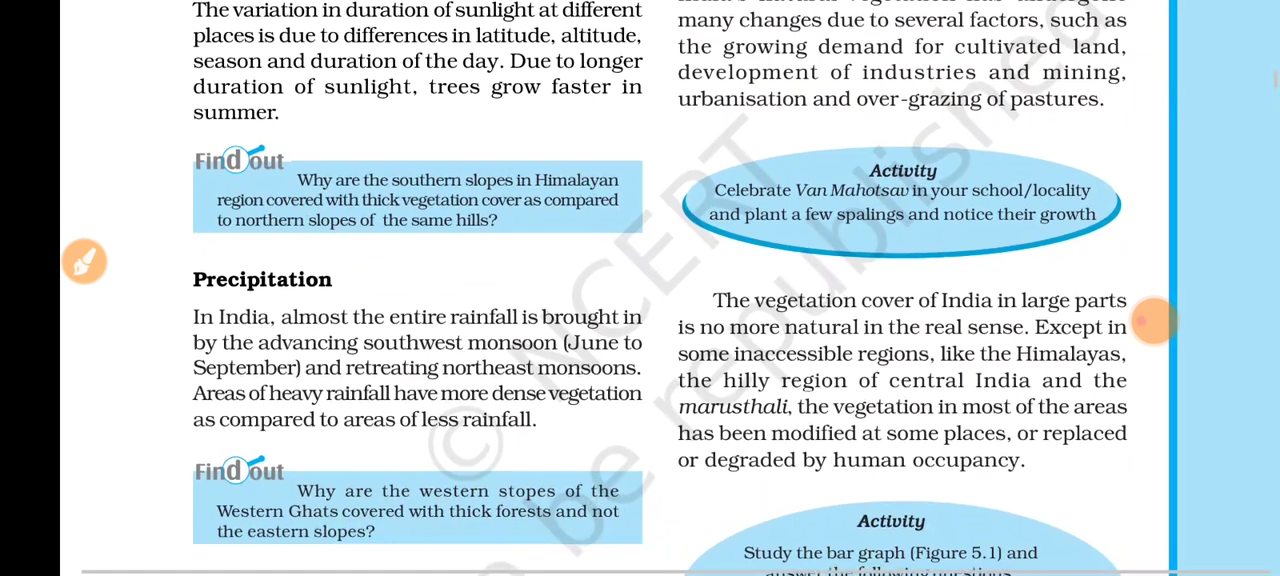 The variation in duration of sunlight at different
places is due to differences in latitude, altitude,
season and duration of the day. Due to longer
duration of sunlight, trees grow faster in
summer.
Find out
Why are the southern slopes in Himalayan
region covered with thick vegetation cover as compared
to northern slopes of the same hills?
Precipitation
In India, almost the entire rainfall is brought in
by the advancing southwest monsoon (June to
September) and retreating northeast monsoons.
Areas of heavy rainfall have more dense vegetation
as compared to areas of less rainfall.
Find out
Why are the western stopes of the
Western Ghats covered with thick forests and not
the eastern slopes?
many changes due to several factors, such as
the growing demand for cultivated land,
development of industries and mining,
urbanisation and over-grazing of pastures.
Activity
Celebrate Van Mahotsav in your school/locality
and plant a few spalings and notice their growth
The vegetation cover of India in large parts
is no more natural in the real sense. Except in
some inaccessible regions, like the Himalayas,
the hilly region of central India and the
marusthali, the vegetation in most of the areas
has been modified at some places, or replaced
or degraded by human occupancy.
Activity
Study the bar graph (Figure 5.1) and
© NCERT
be republished